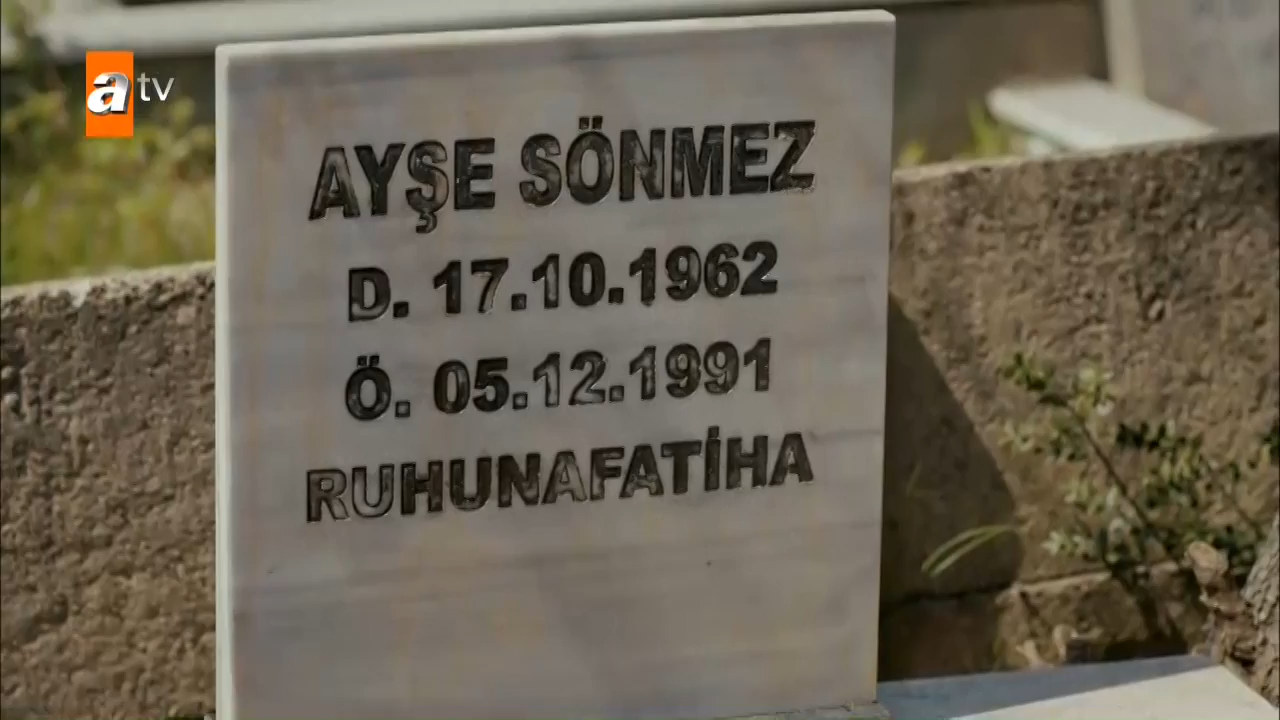 atv
AYŞE SÖNMEZ
D. 17.10.1962
Ö. 05.12.1991
RUHUNAFATİHA